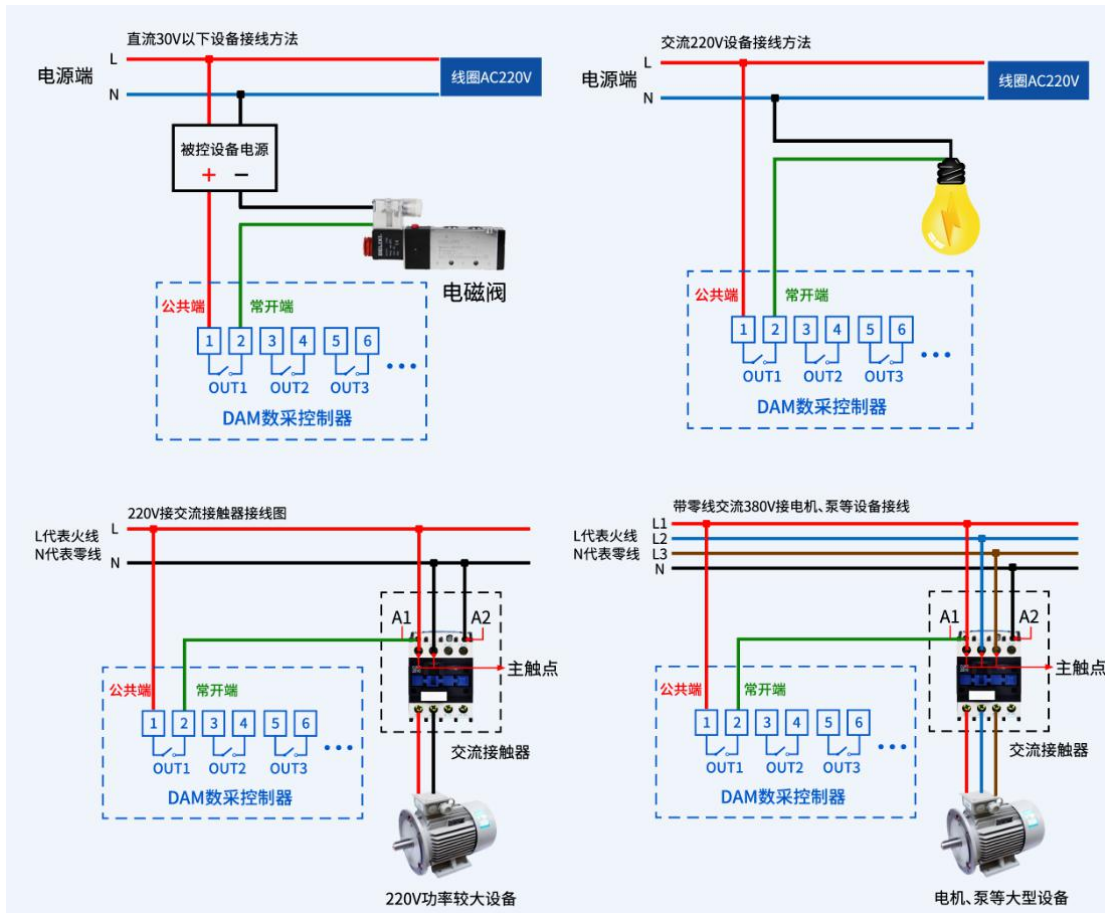 直流30V以下设备接线方法
L
电源端
N
线圈AC220V
被控设备电源
+ −
电磁阀
公共端
常开端
1 2 3 4 5 6
OUT1 OUT2 OUT3
DAM数采控制器
交流220V设备接线方法
L
电源端
N
线圈AC220V
公共端
常开端
1 2 3 4 5 6
OUT1 OUT2 OUT3
DAM数采控制器
220V接交流接触器接线图
L
L代表火线
N代表零线
N
A1
A2
主触点
公共端
常开端
1 2 3 4 5 6
OUT1 OUT2 OUT3
交流接触器
DAM数采控制器
220V功率较大设备
带零线交流380V接电机、泵等设备接线
L1
L代表火线
L2
N代表零线
L3
N
A1
A2
主触点
公共端
常开端
1 2 3 4 5 6
OUT1 OUT2 OUT3
交流接触器
DAM数采控制器
电机、泵等大型设备